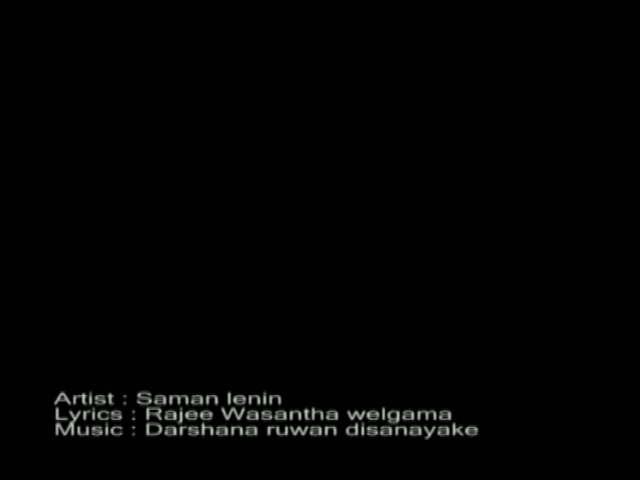 Artist : Saman lenin
Lyrics : Rajee Wasantha welgama
Music : Darshana ruwan disanayake